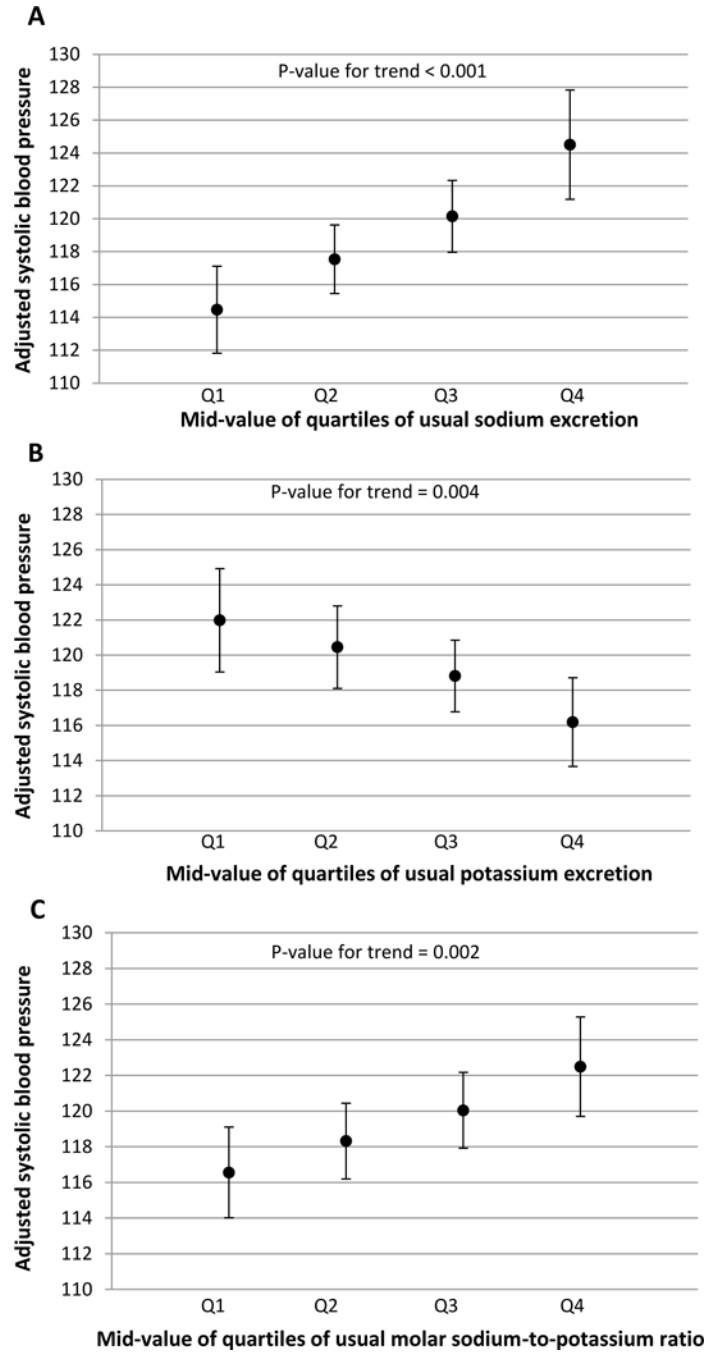 A
P-value for trend < 0.001
Adjusted systolic blood pressure
130
128
126
124
122
120
118
116
114
112
110
Q1 Q2 Q3 Q4
Mid-value of quartiles of usual sodium excretion
B
P-value for trend = 0.004
Adjusted systolic blood pressure
130
128
126
124
122
120
118
116
114
112
110
Q1 Q2 Q3 Q4
Mid-value of quartiles of usual potassium excretion
C
P-value for trend = 0.002
Adjusted systolic blood pressure
130
128
126
124
122
120
118
116
114
112
110
Q1 Q2 Q3 Q4
Mid-value of quartiles of usual molar sodium-to-potassium ratio